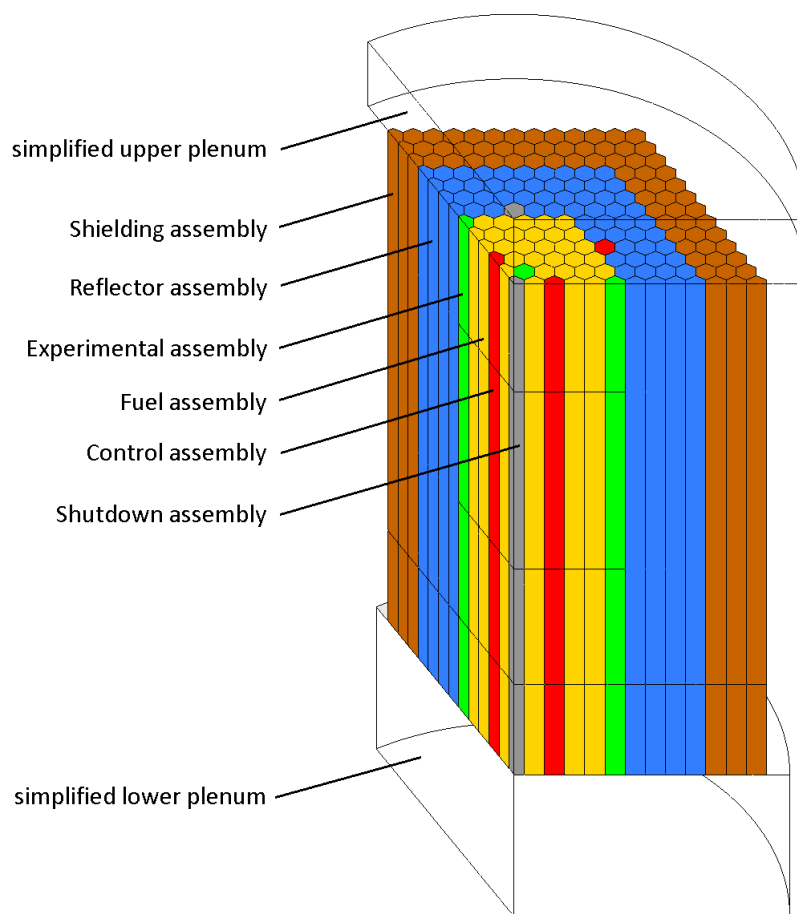 simplified upper plenum
Shielding assembly
Reflector assembly
Experimental assembly
Fuel assembly
Control assembly
Shutdown assembly
simplified lower plenum